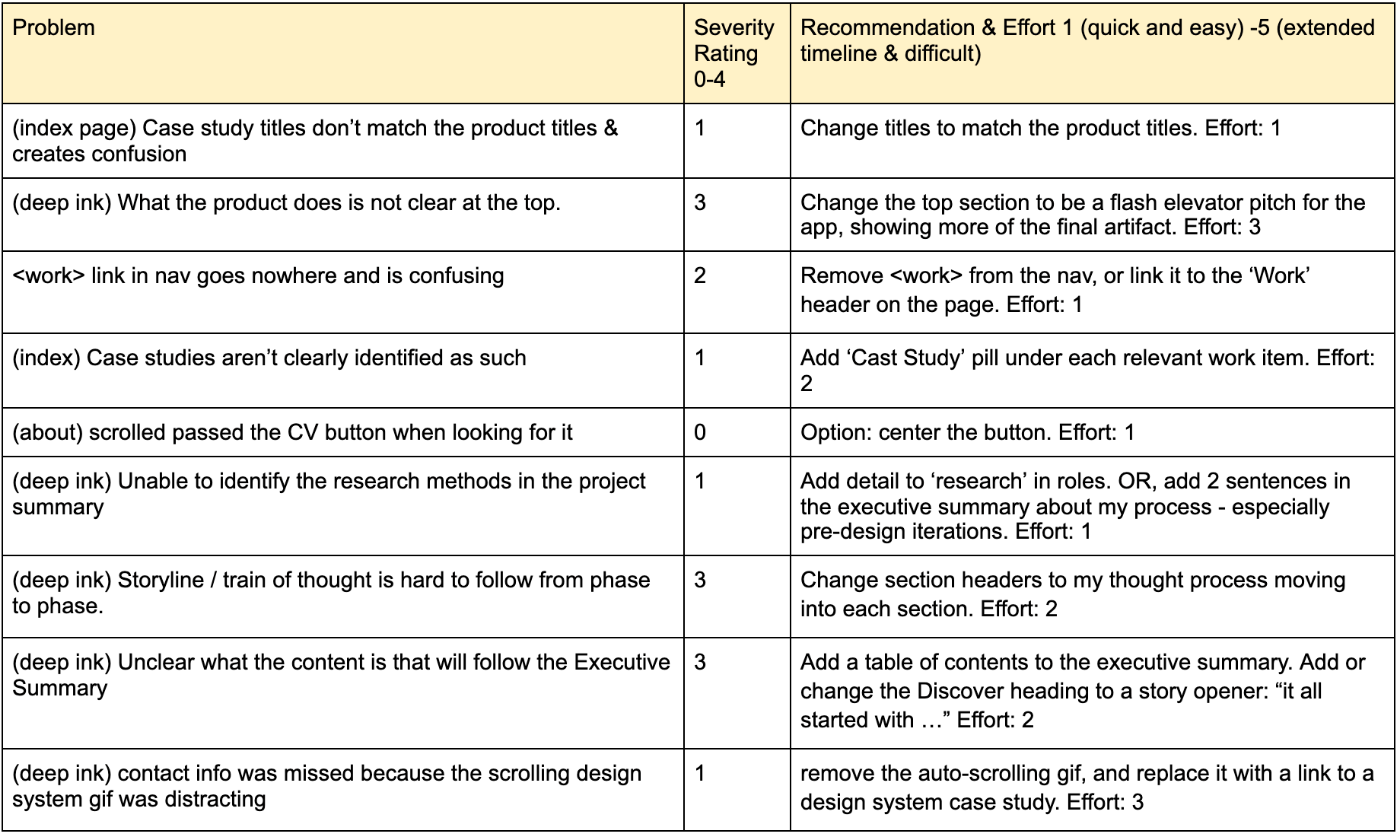 Problem
Severity
Rating
0-4
Recommendation & Effort 1 (quick and easy) -5 (extended
timeline & difficult)
(index page) Case study titles don’t match the product titles &
creates confusion
1
Change titles to match the product titles. Effort: 1
(deep ink) What the product does is not clear at the top.
3
Change the top section to be a flash elevator pitch for the
app, showing more of the final artifact. Effort: 3
<work> link in nav goes nowhere and is confusing
2
Remove <work> from the nav, or link it to the ‘Work’
header on the page. Effort: 1
(index) Case studies aren’t clearly identified as such
1
Add ‘Cast Study’ pill under each relevant work item. Effort:
2
(about) scrolled passed the CV button when looking for it
0
Option: center the button. Effort: 1
(deep ink) Unable to identify the research methods in the project
summary
1
Add detail to ‘research’ in roles. OR, add 2 sentences in
the executive summary about my process - especially
pre-design iterations. Effort: 1
(deep ink) Storyline / train of thought is hard to follow from phase
to phase.
3
Change section headers to my thought process moving
into each section. Effort: 2
(deep ink) Unclear what the content is that will follow the Executive
Summary
3
Add a table of contents to the executive summary. Add or
change the Discover heading to a story opener: “it all
started with …” Effort: 2
(deep ink) contact info was missed because the scrolling design
system gif was distracting
1
remove the auto-scrolling gif, and replace it with a link to a
design system case study. Effort: 3